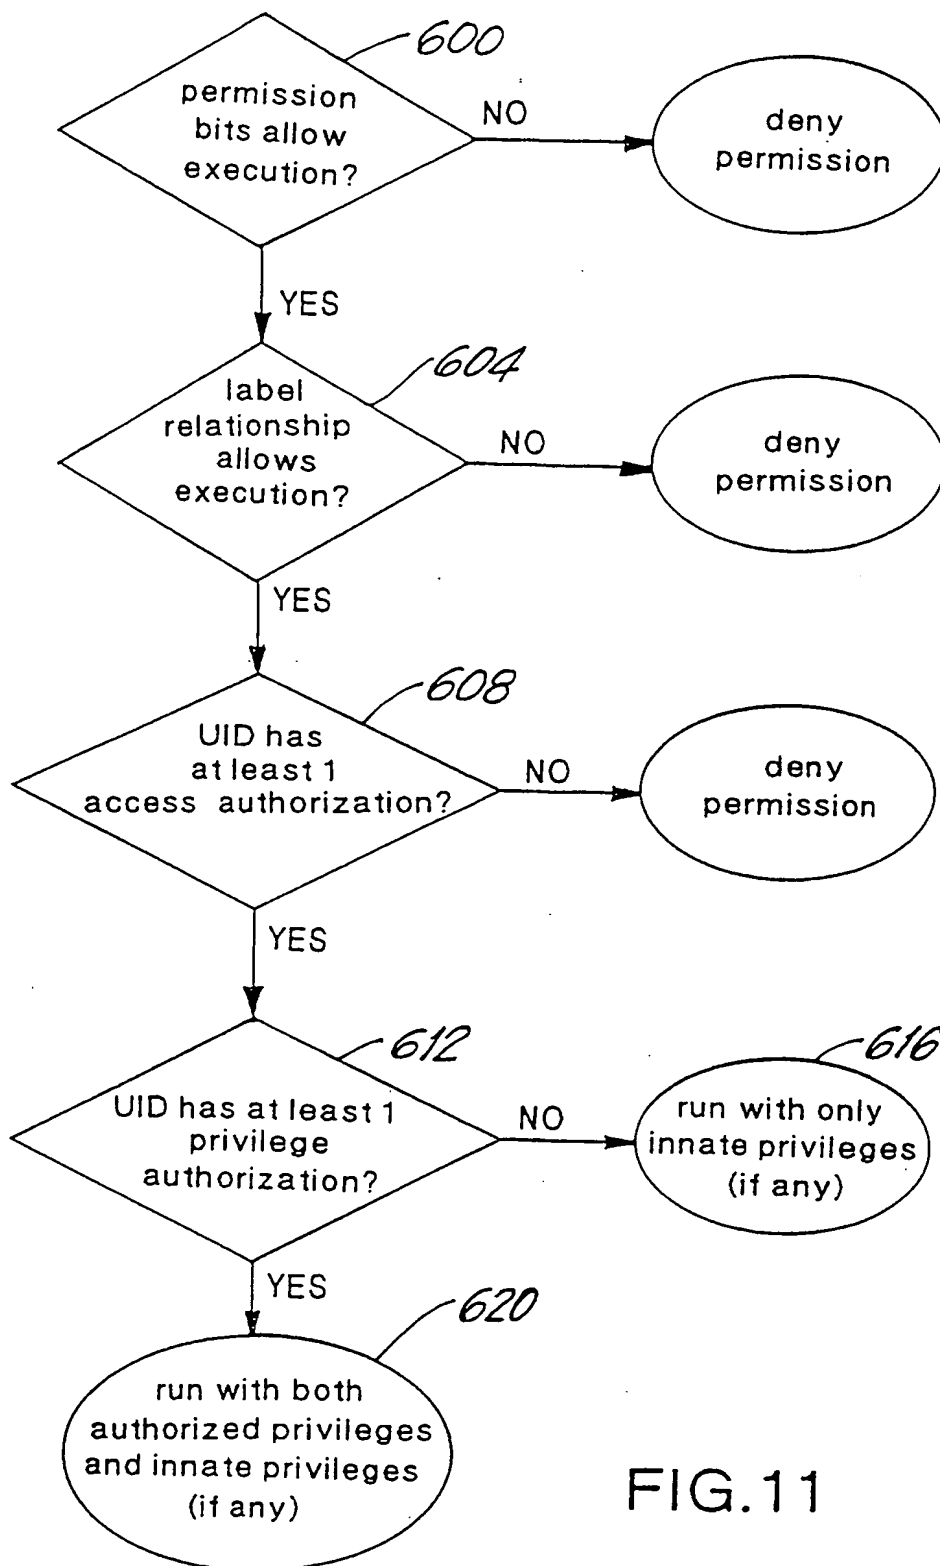 600
permission
bits allow
execution?
NO
deny
permission
YES
604
label
relationship
allows
execution?
NO
deny
permission
YES
608
UID has
at least 1
access authorization?
NO
deny
permission
YES
612
UID has at least 1
privilege
authorization?
NO
616
run with only
innate privileges
(if any)
YES
620
run with both
authorized privileges
and innate privileges
(if any)
FIG.11